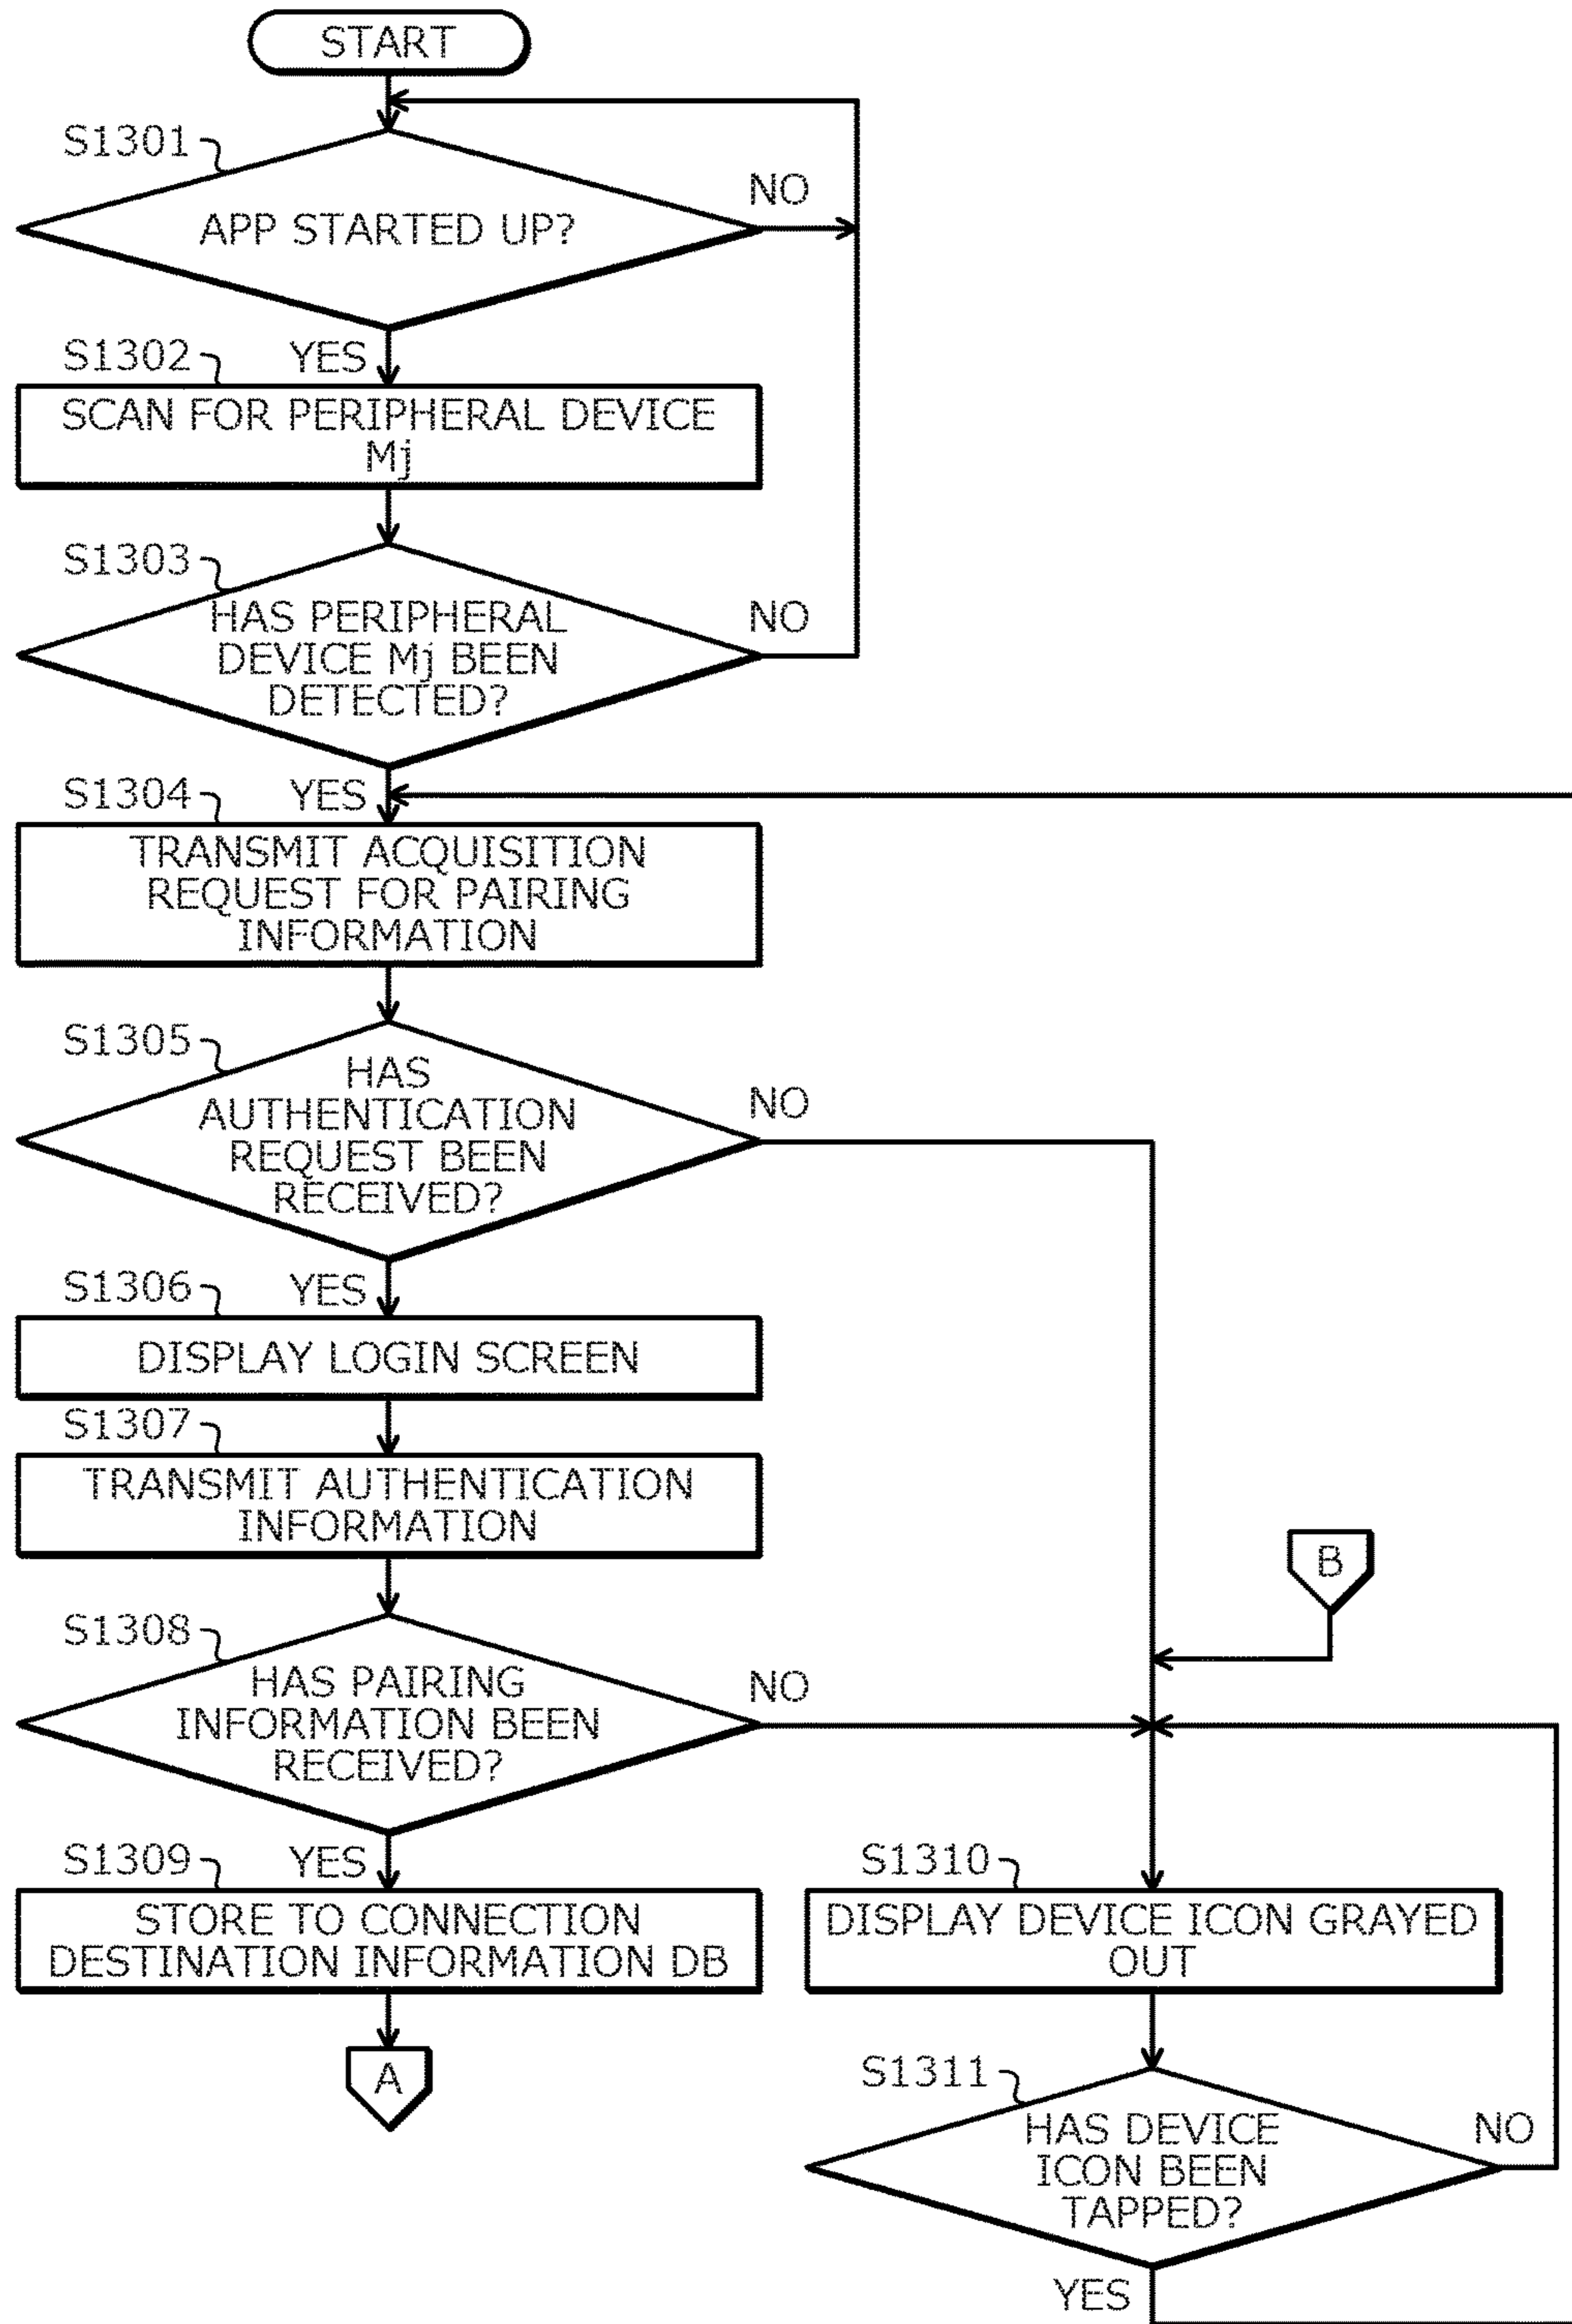 START
S1301
APP STARTED UP?
NO
S1302
YES
SCAN FOR PERIPHERAL DEVICE
Mj
S1303
HAS PERIPHERAL
DEVICE Mj BEEN
DETECTED?
NO
S1304
YES
TRANSMIT ACQUISITION
REQUEST FOR PAIRING
INFORMATION
S1305
HAS
AUTHENTICATION
REQUEST BEEN
RECEIVED?
NO
S1306
YES
DISPLAY LOGIN SCREEN
S1307
TRANSMIT AUTHENTICATION
INFORMATION
B
S1308
HAS PAIRING
INFORMATION BEEN
RECEIVED?
NO
S1309
YES
STORE TO CONNECTION
DESTINATION INFORMATION DB
A
S1310
DISPLAY DEVICE ICON GRAYED
OUT
S1311
HAS DEVICE
ICON BEEN
TAPPED?
NO
YES